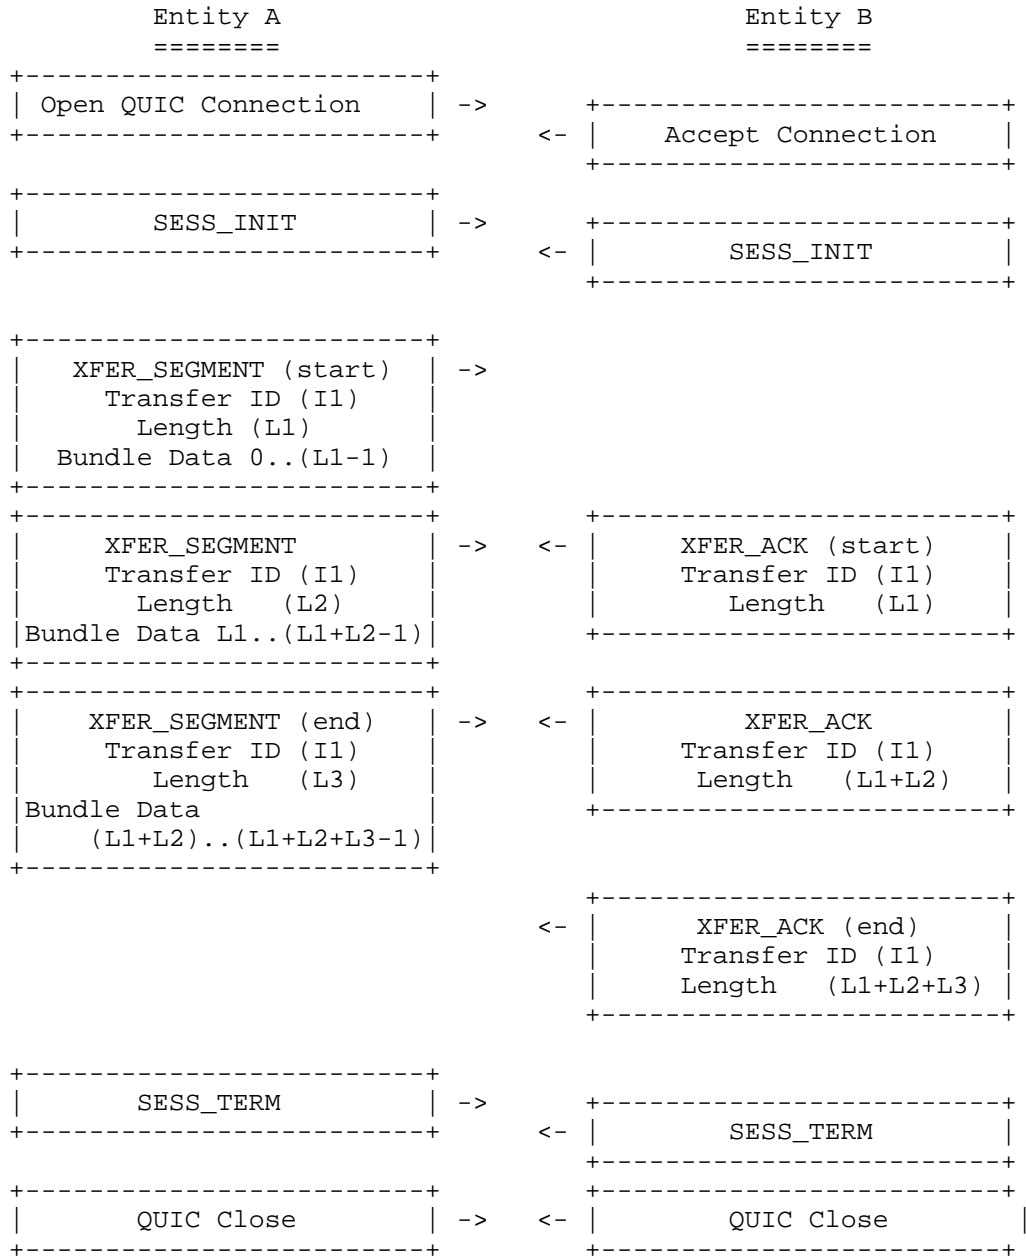 Entity A                             Entity B
         ========                             ========
+-------------------------+
| Open QUIC Connection    | ->      +-------------------------+
+-------------------------+      <- |    Accept Connection    |
                                    +-------------------------+
+-------------------------+
|        SESS_INIT        | ->      +-------------------------+
+-------------------------+      <- |        SESS_INIT        |
                                    +-------------------------+

+-------------------------+
|   XFER_SEGMENT (start)  | ->
|     Transfer ID (I1)    |
|       Length (L1)       |
|  Bundle Data 0..(L1-1)  |
+-------------------------+
+-------------------------+         +-------------------------+
|     XFER_SEGMENT        | ->   <- |     XFER_ACK (start)    |
|     Transfer ID (I1)    |         |     Transfer ID (I1)    |
|       Length   (L2)     |         |        Length   (L1)    |
|Bundle Data L1..(L1+L2-1)|         +-------------------------+
+-------------------------+
+-------------------------+         +-------------------------+
|    XFER_SEGMENT (end)   | ->   <- |         XFER_ACK        |
|     Transfer ID (I1)    |         |     Transfer ID (I1)    |
|        Length   (L3)    |         |      Length   (L1+L2)   |
|Bundle Data              |         +-------------------------+
|    (L1+L2)..(L1+L2+L3-1)|
+-------------------------+
                                    +-------------------------+
                                 <- |      XFER_ACK (end)     |
                                    |     Transfer ID (I1)    |
                                    |     Length   (L1+L2+L3) |
                                    +-------------------------+

+-------------------------+
|       SESS_TERM         | ->      +-------------------------+
+-------------------------+      <- |        SESS_TERM        |
                                    +-------------------------+
+-------------------------+         +-------------------------+
|       QUIC Close        | ->   <- |        QUIC Close        |
+-------------------------+         +-------------------------+